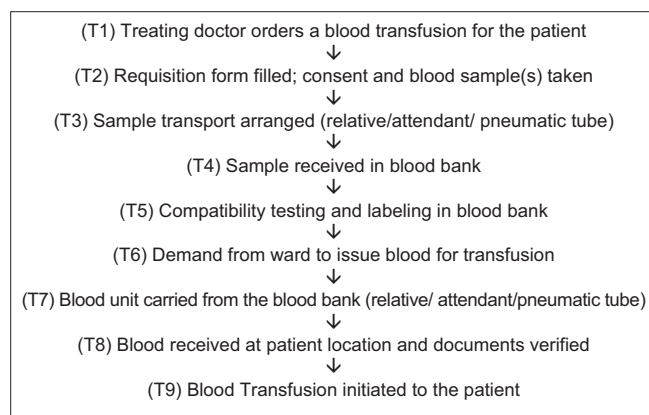 (T1) Treating doctor orders a blood transfusion for the patient
(T2) Requisition form filled; consent and blood sample(s) taken
(T3) Sample transport arranged (relative/attendant/ pneumatic tube)
(T4) Sample received in blood bank
(T5) Compatibility testing and labeling in blood bank
(T6) Demand from ward to issue blood for transfusion
(T7) Blood unit carried from the blood bank (relative/ attendant/pneumatic tube)
(T8) Blood received at patient location and documents verified
(T9) Blood Transfusion initiated to the patient